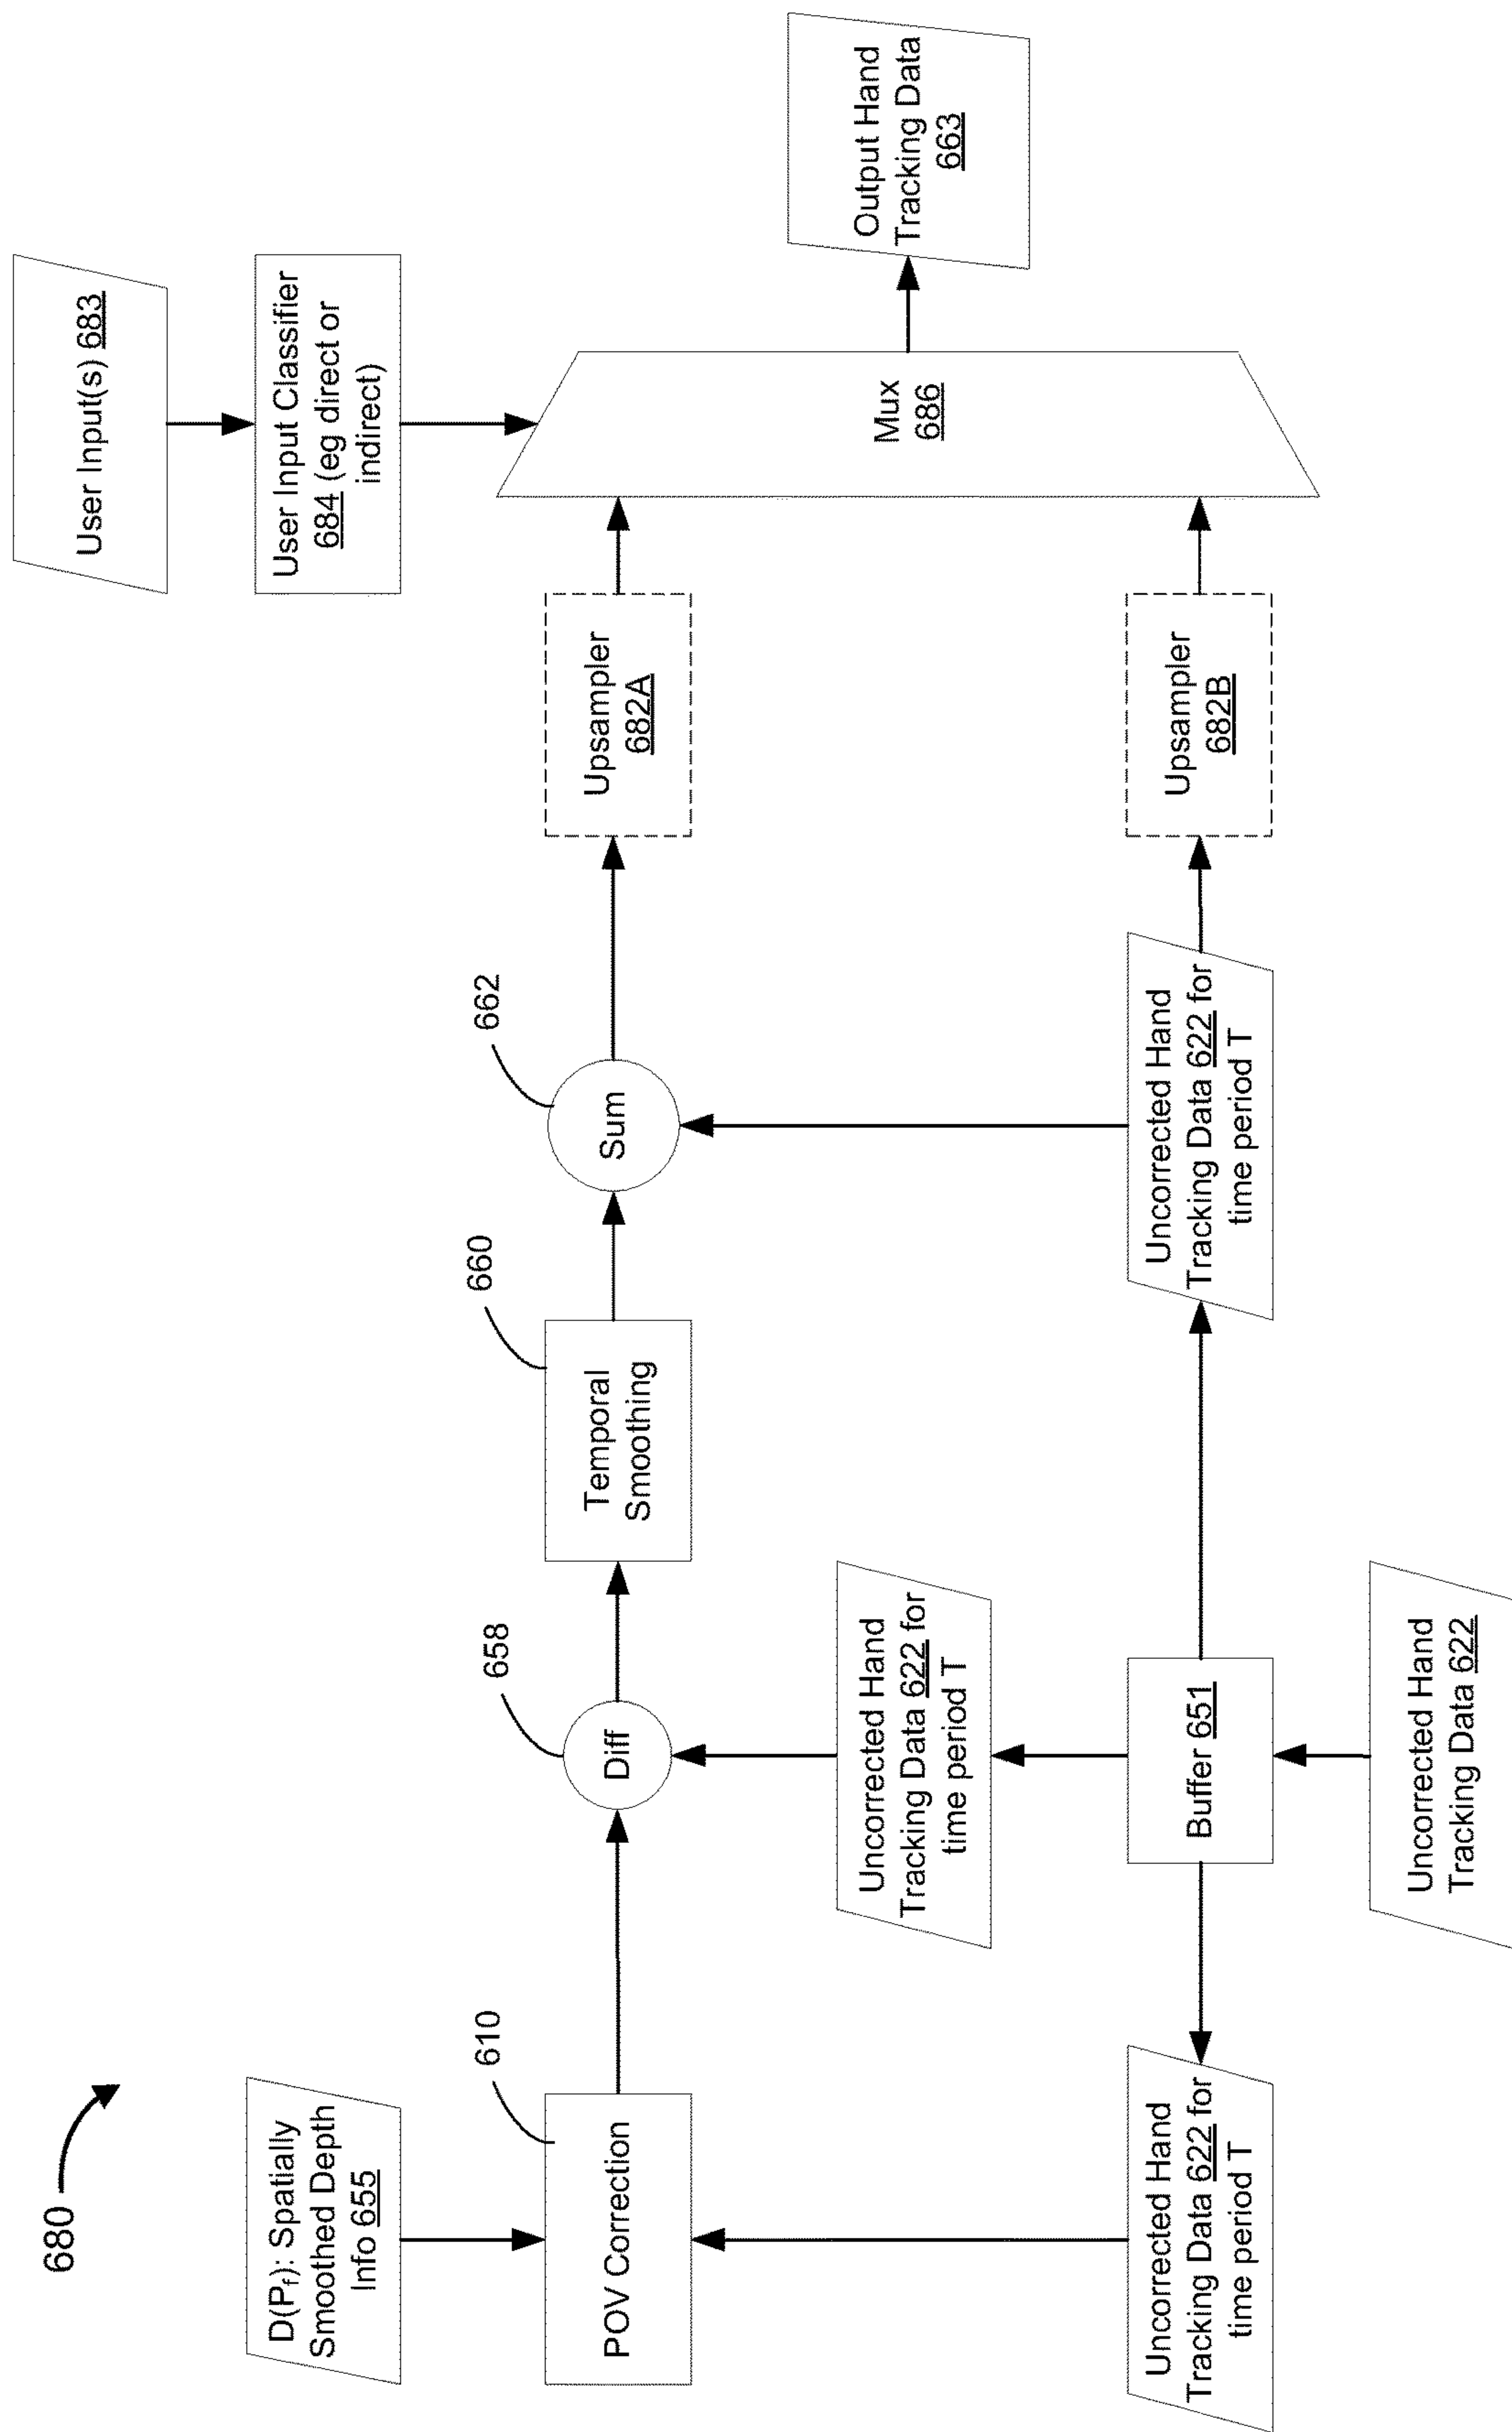 680
D(Pf): Spatially
Smoothed Depth
Info 655
610
POV Correction
658
Diff
660
Temporal
Smoothing
662
Sum
Upsampler
682A
User Input(s) 683
User Input Classifier
684 (eg direct or
indirect)
Mux
686
Output Hand
Tracking Data
663
Uncorrected Hand
Tracking Data 622 for
time period T
Uncorrected Hand
Tracking Data 622 for
time period T
Buffer 651
Uncorrected Hand
Tracking Data 622
Uncorrected Hand
Tracking Data 622 for
time period T
Upsampler
682B